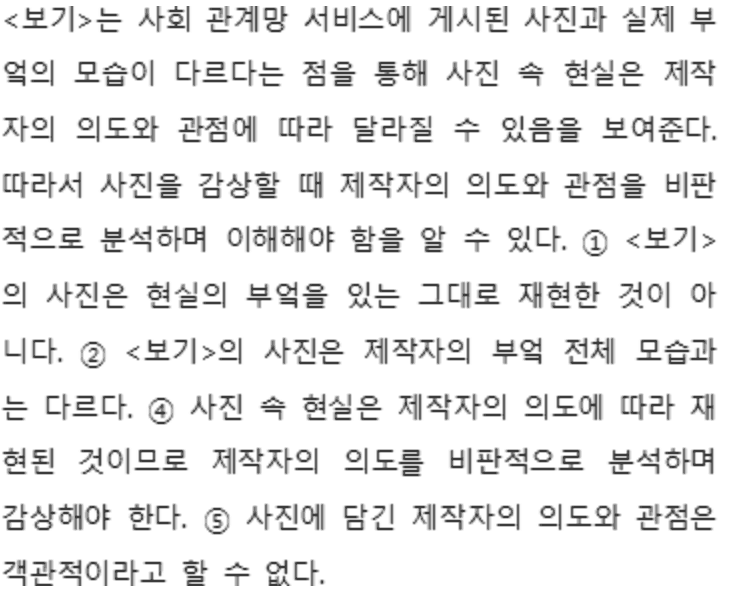 <보기>는 사회 관계망 서비스에 게시된 사진과 실제 부
엌의 모습이 다르다는 점을 통해 사진 속 현실은 제작
자의 의도와 관점에 따라 달라질 수 있음을 보여준다.
따라서 사진을 감상할 때 제작자의 의도와 관점을 비판
적으로 분석하며 이해해야 함을 알 수 있다. ① <보기>
의 사진은 현실의 부엌을 있는 그대로 재현한 것이 아
니다. ② <보기>의 사진은 제작자의 부엌 전체 모습과
는 다르다. ④ 사진 속 현실은 제작자의 의도에 따라 재
현된 것이므로 제작자의 의도를 비판적으로 분석하며
감상해야 한다. ⑤ 사진에 담긴 제작자의 의도와 관점은
객관적이라고 할 수 없다.